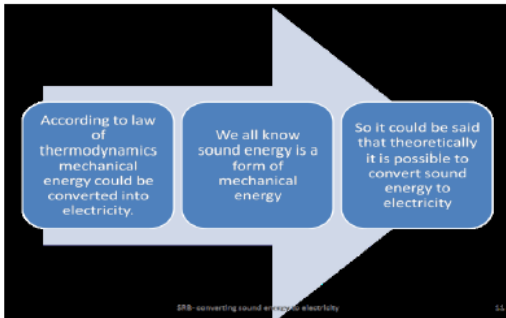 According to law
of
thermodynamics
mechanical
energy could be
converted into
electricity.
We all know
sound energy is a
form of
mechanical
energy
So it could be said
that theoretically
it is possible to
convert sound
energy to
electricity
SRB- converting sound energy to electricity
11